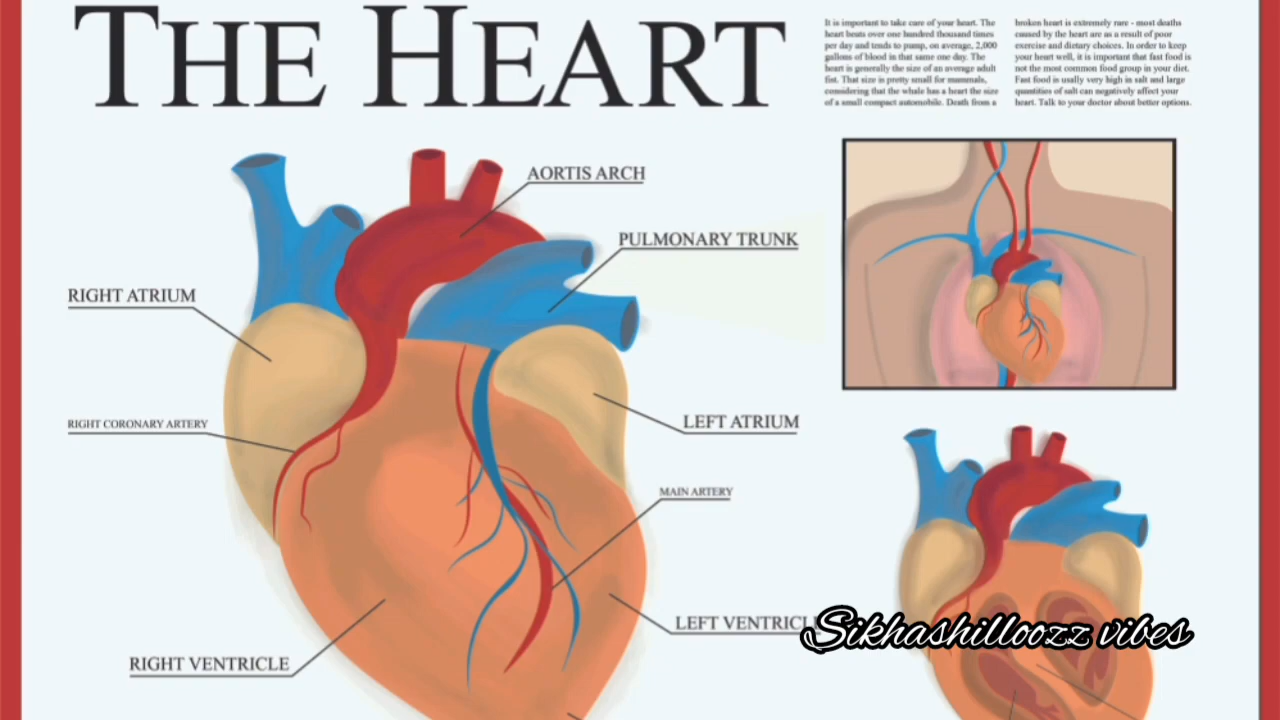 THE HEART
It is important to take care of your heart. The
heart beats over one hundred thousand times
per day and tends to pump, on average, 2,000
gallons of blood in that same one day. The
heart is generally the size of an average adult
fist. That size is pretty small for mammals,
considering that the whale has a heart the size
of a small compact automobile. Death from a
broken heart is extremely rare - most deaths
caused by the heart are as a result of poor
exercise and dietary choices. In order to keep
your heart well, it is important that fast food is
not the most common food group in your diet.
Fast food is usally very high in salt and large
quantities of salt can negatively affect your
heart. Talk to your doctor about better options.
AORTIS ARCH
PULMONARY TRUNK
RIGHT ATRIUM
LEFT ATRIUM
RIGHT CORONARY ARTERY
MAIN ARTERY
LEFT VENTRICLE
RIGHT VENTRICLE
Sikhashilloozz vibes